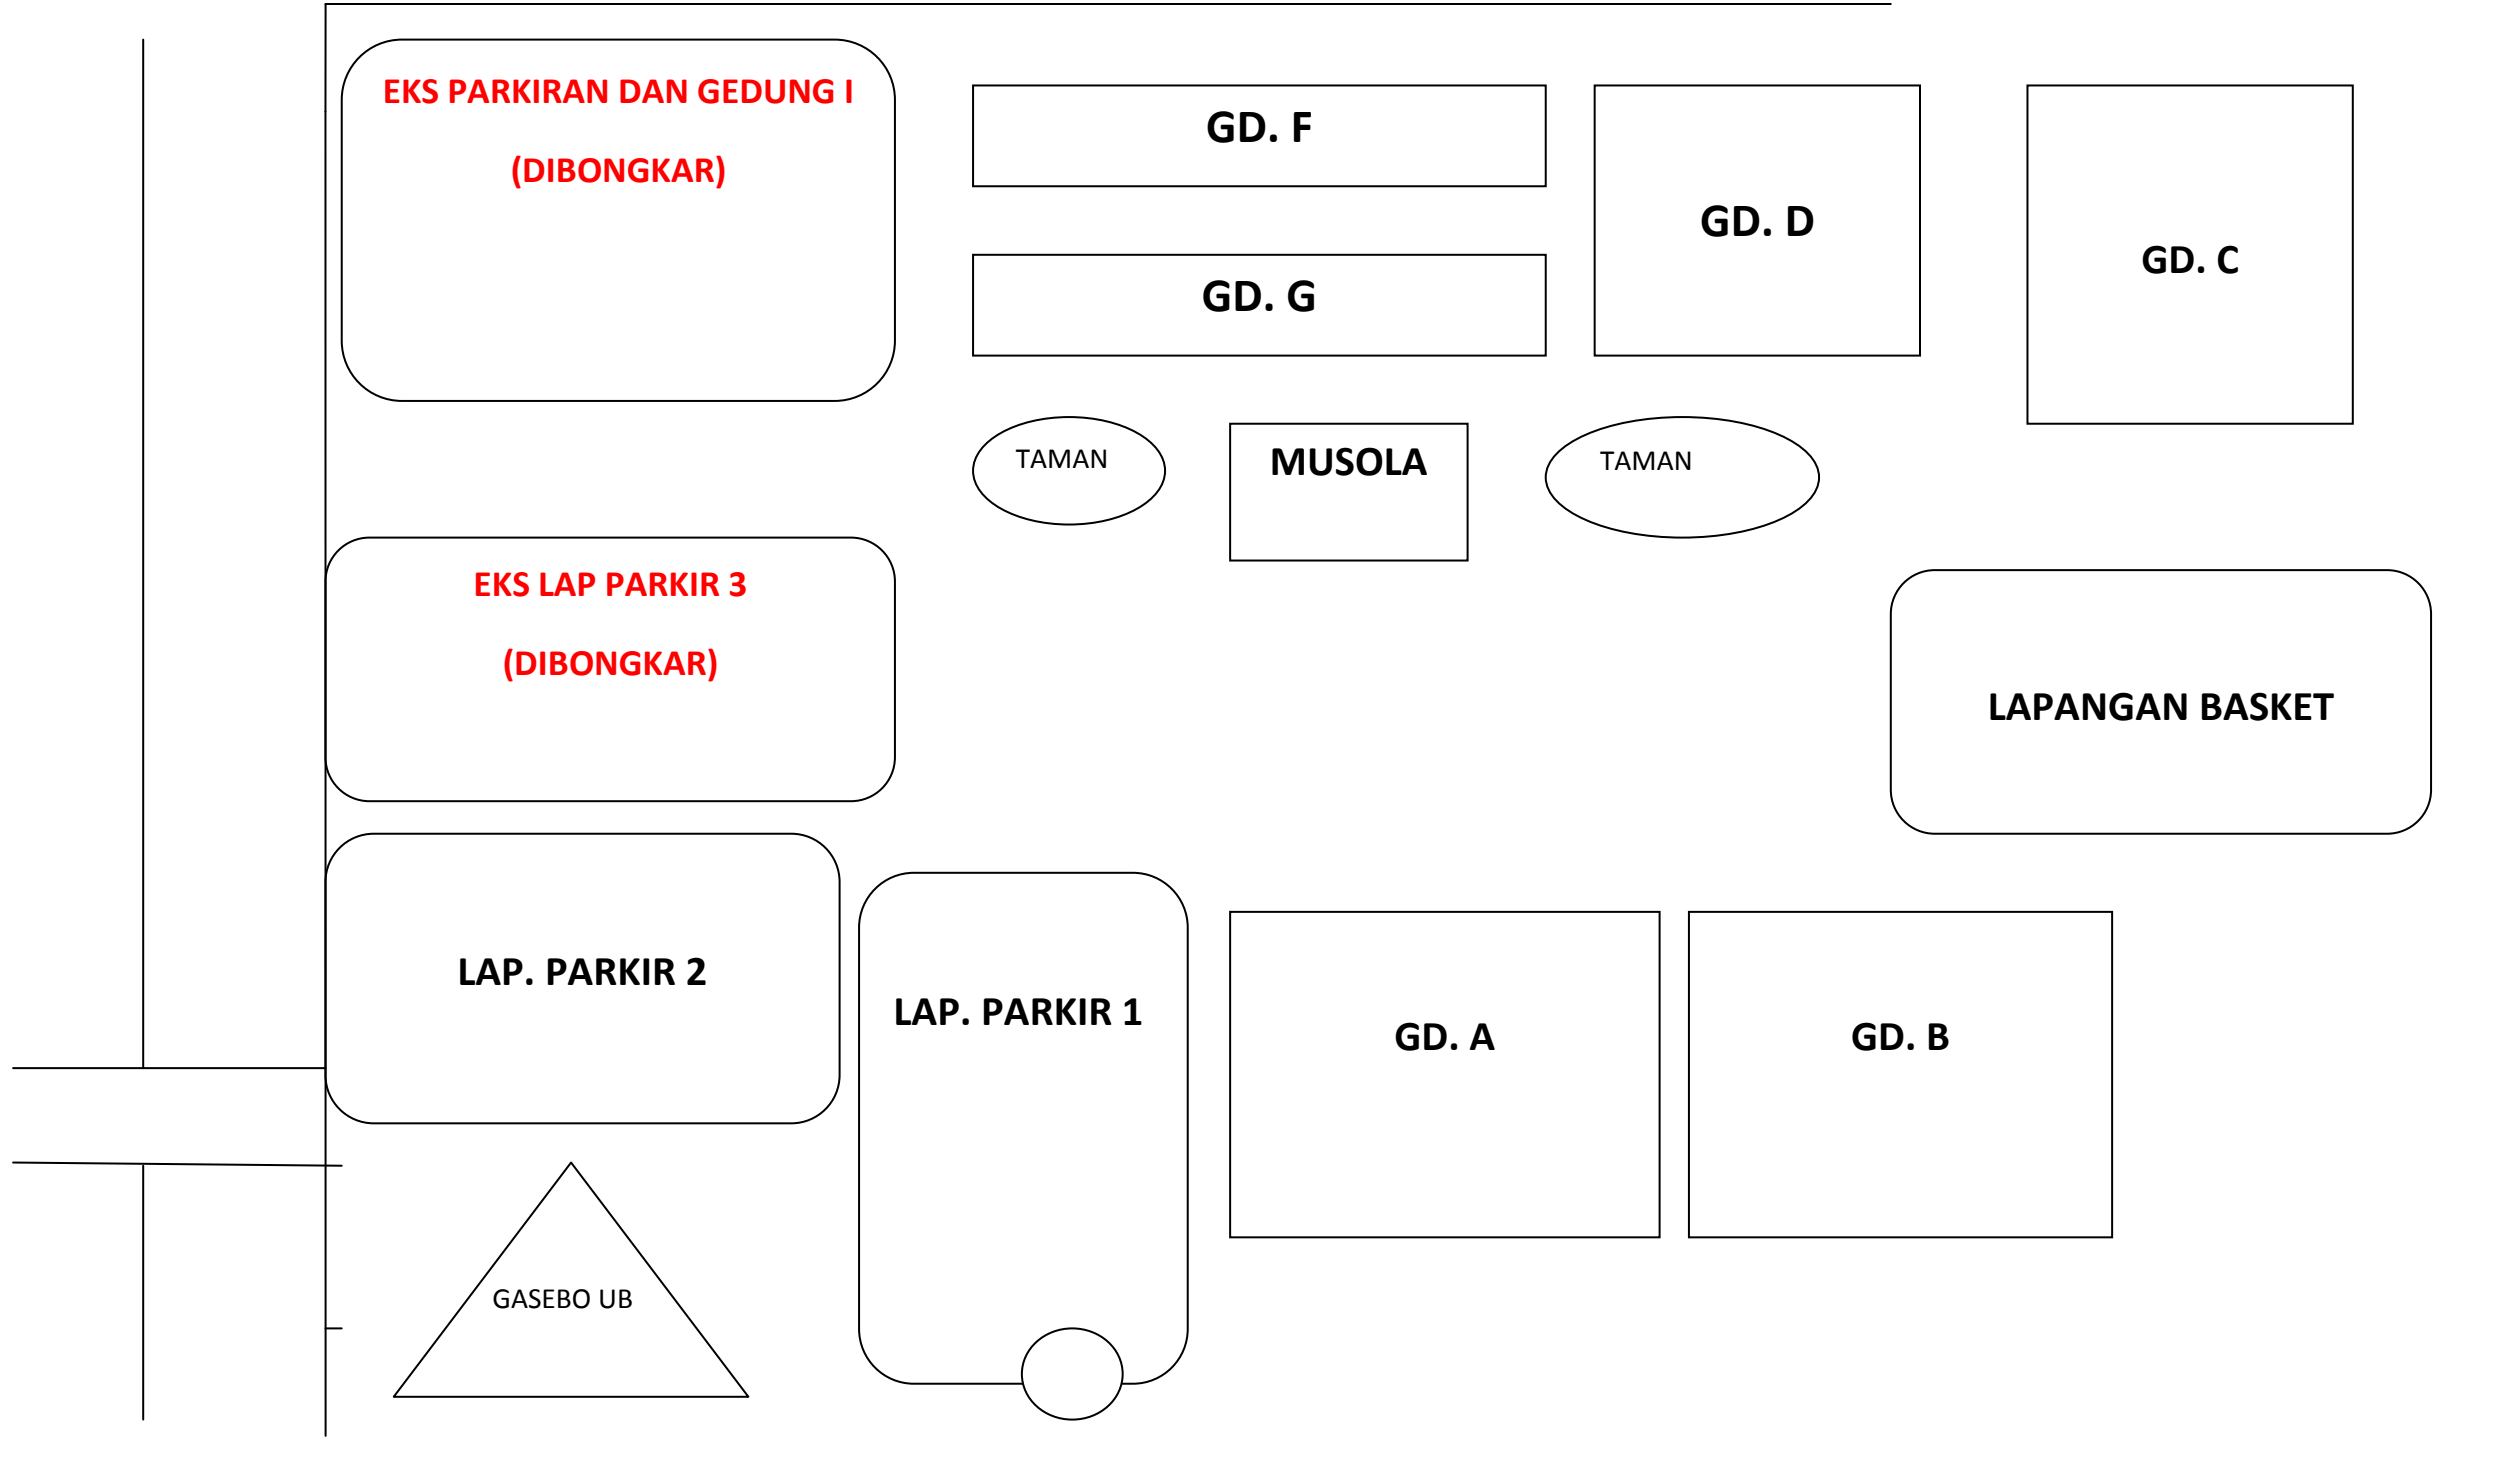 EKS PARKIRAN DAN GEDUNG I
(DIBONGKAR)
GD. F
GD. D
GD. C
GD. G
TAMAN
MUSOLA
TAMAN
EKS LAP PARKIR 3
(DIBONGKAR)
LAPANGAN BASKET
LAP. PARKIR 2
LAP. PARKIR 1
GD. A
GD. B
GASEBO UB